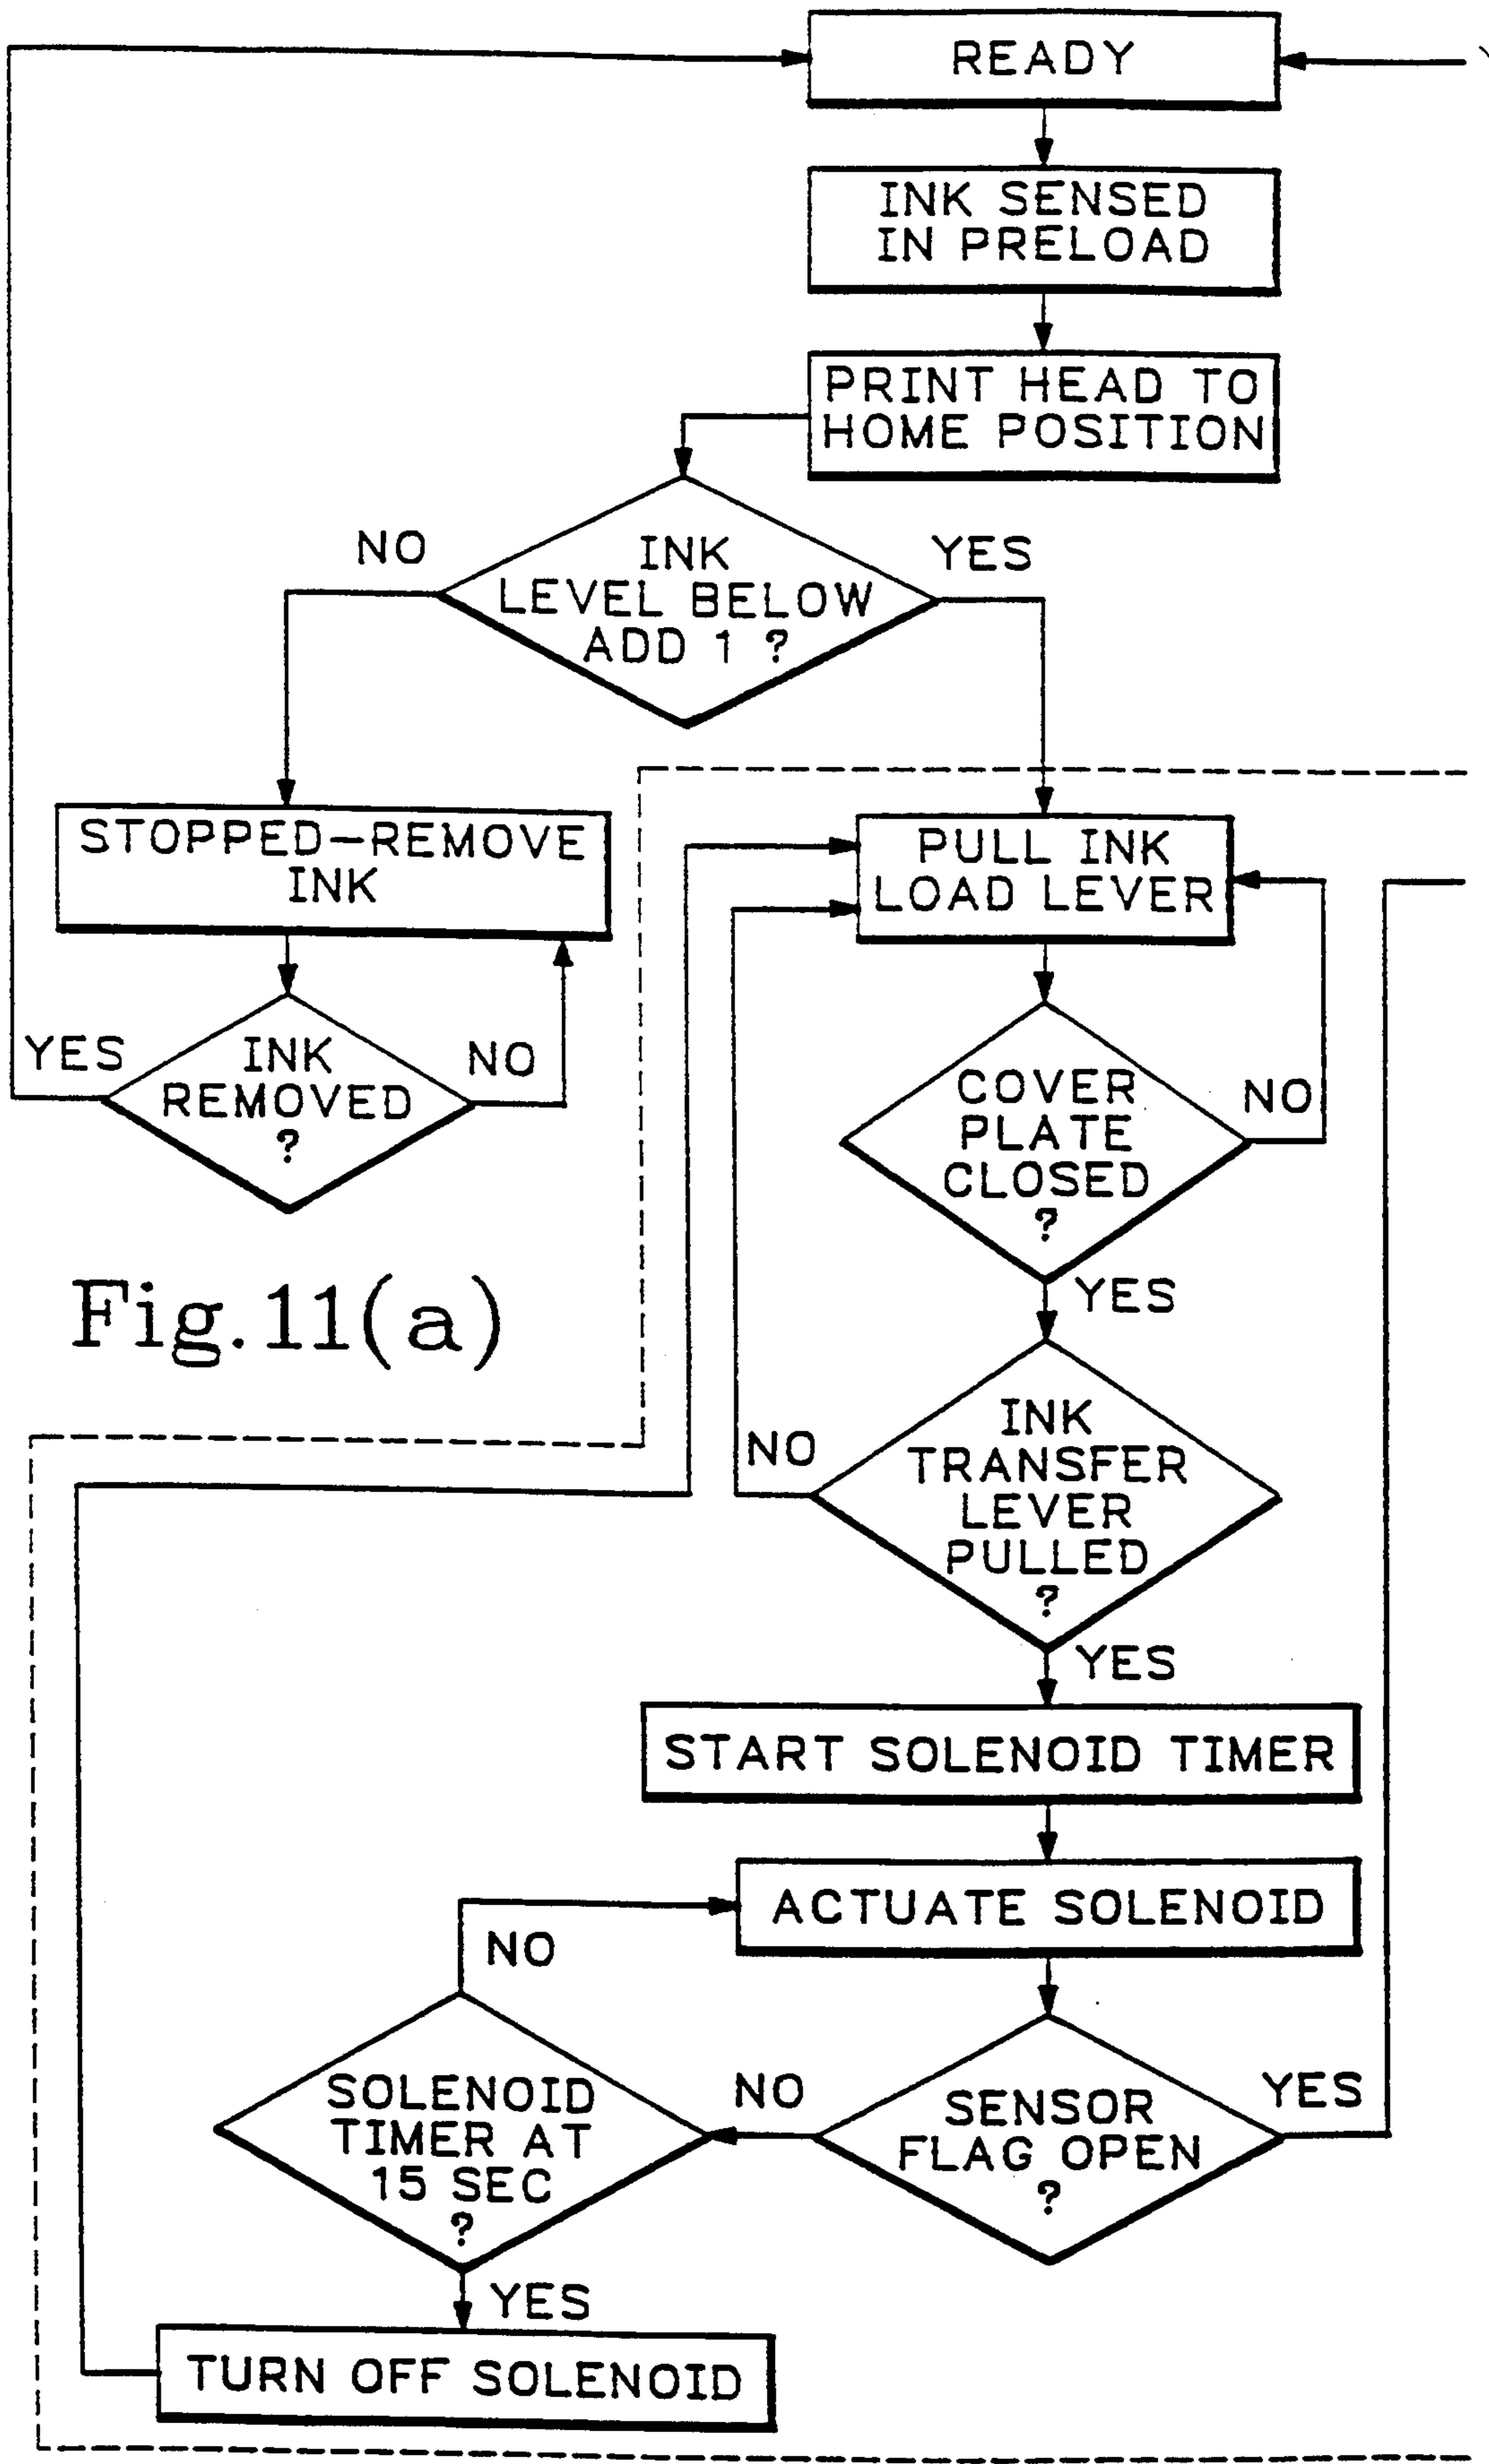 READY
INK SENSED
IN PRELOAD
PRINT HEAD TO
HOME POSITION
NO
INK
LEVEL BELOW
ADD 1 ?
YES
STOPPED-REMOVE
INK
PULL INK
LOAD LEVER
YES
INK
REMOVED
?
NO
COVER
PLATE
CLOSED
?
NO
YES
Fig.11(a)
NO
INK
TRANSFER
LEVER
PULLED
?
YES
START SOLENOID TIMER
ACTUATE SOLENOID
NO
SOLENOID
TIMER AT
15 SEC
?
NO
SENSOR
FLAG OPEN
?
YES
YES
TURN OFF SOLENOID